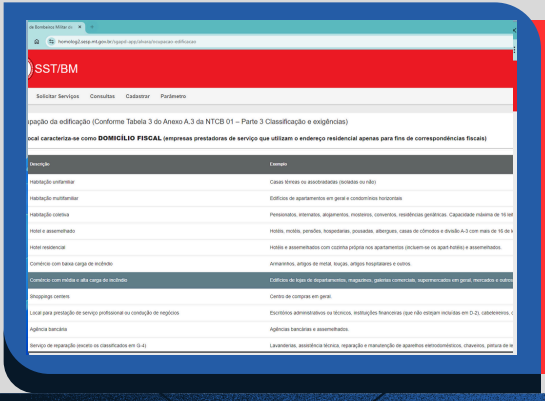 de Bombeiros Militar do
homolog2.sesp.mt.gov.br/sgapd-app/alvara/ocupacao-edificacao
SST/BM
Solicitar Serviços Consultas Cadastrar Parâmetro
pação da edificação (Conforme Tabela 3 do Anexo A.3 da NTCB 01 – Parte 3 Classificação e exigências)
ocal caracteriza-se como DOMICÍLIO FISCAL (empresas prestadoras de serviço que utilizam o endereço residencial apenas para fins de correspondências fiscais)
Descrição Exemplo
Habitação unifamiliar Casas térreas ou assobradadas (isoladas ou não)
Habitação multifamiliar Edifícios de apartamentos em geral e condomínios horizontais
Habitação coletiva Pensionatos, internatos, alojamentos, mosteiros, conventos, residências geriátricas. Capacidade máxima de 16 leit
Hotel e assemelhado Hotéis, motéis, pensões, hospedarias, pousadas, albergues, casas de cômodos e divisão A-3 com mais de 16 de l
Hotel residencial Hotéis e assemelhados com cozinha própria nos apartamentos (incluem-se os apart-hotéis) e assemelhados.
Comércio com baixa carga de incêndio Armarinhos, artigos de metal, louças, artigos hospitalares e outros
Comércio com média e alta carga de incêndio Edifícios de lojas de departamentos, magazines, galerias comerciais, supermercados em geral, mercados e outros
Shoppings centers Centro de compras em geral.
Local para prestação de serviço profissional ou condução de negócios Escritórios administrativos ou técnicos, instituições financeiras (que não estejam incluídas em D-2), cabeleireiros, c
Agência bancária Agências bancárias e assemelhados.
Serviço de reparação (exceto os classificados em G-4) Lavanderias, assistência técnica, reparação e manutenção de aparelhos eletrodomésticos, chaveiros, pintura de le